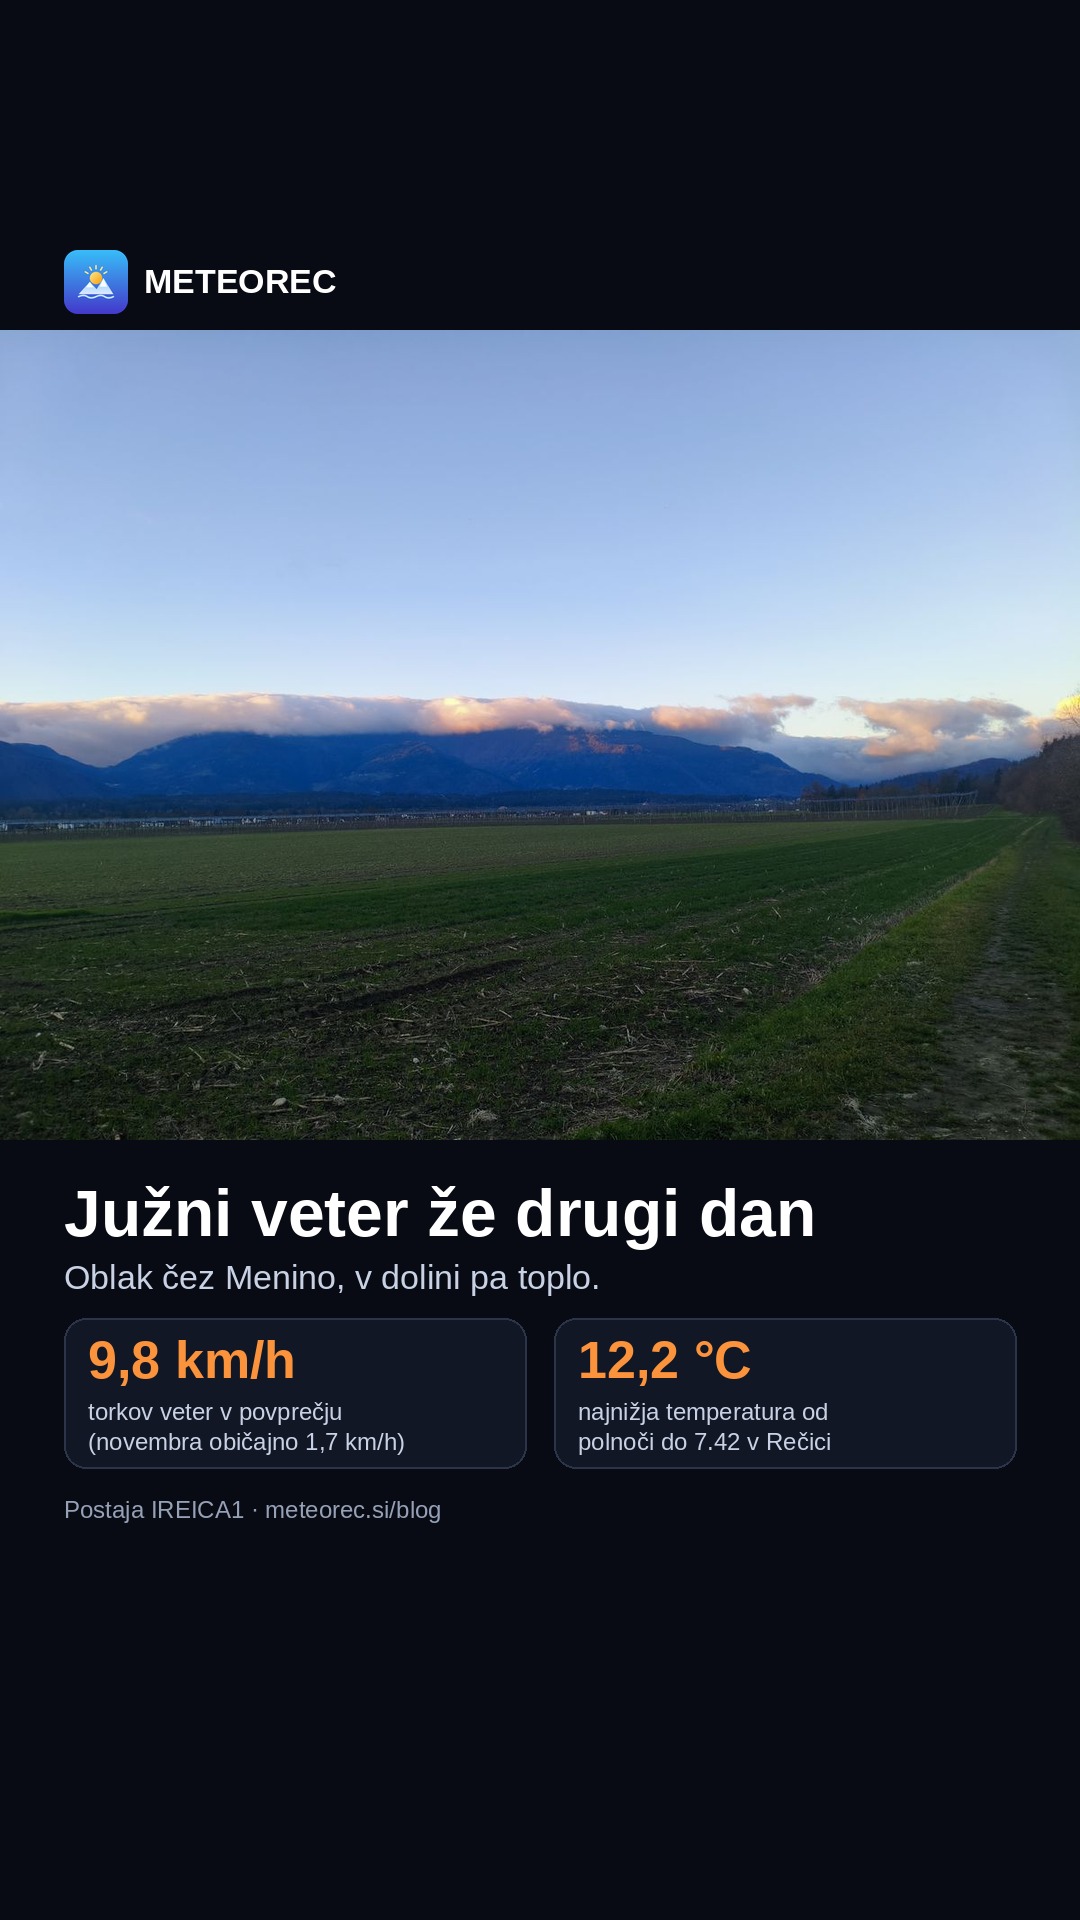 METEOREC
Južni veter že drugi dan
Oblak čez Menino, v dolini pa toplo.
9,8 km/h
torkov veter v povprečju
(novembra običajno 1,7 km/h)
12,2 °C
najnižja temperatura od
polnoči do 7.42 v Rečici
Postaja IREICA1 · meteorec.si/blog